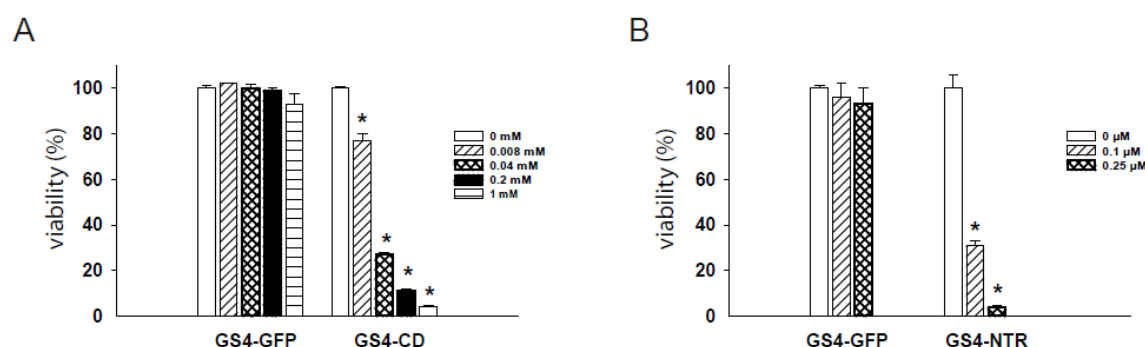 A
viability (%)
100
80
60
40
20
0
* * * *
GS4-GFP GS4-CD
0 mM
0.008 mM
0.04 mM
0.2 mM
1 mM
B
viability (%)
100
80
60
40
20
0
* *
GS4-GFP GS4-NTR
0 µM
0.1 µM
0.25 µM